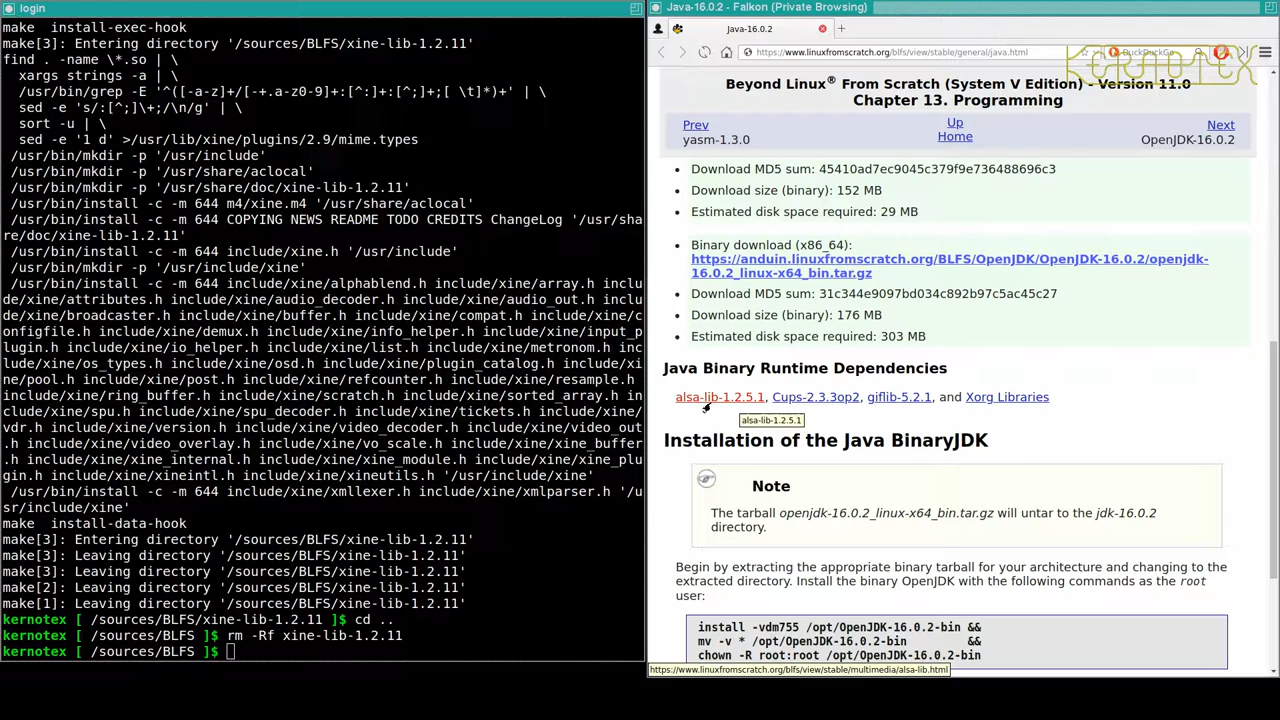 login
make  install-exec-hook
make[3]: Entering directory '/sources/BLFS/xine-lib-1.2.11'
find . -name \*.so | \
  xargs strings -a | \
  /usr/bin/grep -E '^([-a-z]+/[-+.a-z0-9]+:[^:]+:[^;]+;[ \t]*)+' | \
  sed -e 's/:[^;]\+;/\n/g' | \
  sort -u | \
  sed -e '1 d' >/usr/lib/xine/plugins/2.9/mime.types
 /usr/bin/mkdir -p '/usr/include'
 /usr/bin/mkdir -p '/usr/share/aclocal'
 /usr/bin/mkdir -p '/usr/share/doc/xine-lib-1.2.11'
 /usr/bin/install -c -m 644 m4/xine.m4 '/usr/share/aclocal'
 /usr/bin/install -c -m 644 COPYING NEWS README TODO CREDITS ChangeLog '/usr/sha
re/doc/xine-lib-1.2.11'
 /usr/bin/install -c -m 644 include/xine.h '/usr/include'
 /usr/bin/mkdir -p '/usr/include/xine'
 /usr/bin/install -c -m 644 include/xine/alphablend.h include/xine/array.h inclu
de/xine/attributes.h include/xine/audio_decoder.h include/xine/audio_out.h inclu
de/xine/broadcaster.h include/xine/buffer.h include/xine/compat.h include/xine/c
onfigfile.h include/xine/demux.h include/xine/info_helper.h include/xine/input_p
lugin.h include/xine/io_helper.h include/xine/list.h include/xine/metronom.h inc
lude/xine/os_types.h include/xine/osd.h include/xine/plugin_catalog.h include/xi
ne/pool.h include/xine/post.h include/xine/refcounter.h include/xine/resample.h 
include/xine/ring_buffer.h include/xine/scratch.h include/xine/sorted_array.h in
clude/xine/spu.h include/xine/spu_decoder.h include/xine/tickets.h include/xine/
vdr.h include/xine/version.h include/xine/video_decoder.h include/xine/video_out
.h include/xine/video_overlay.h include/xine/vo_scale.h include/xine/xine_buffer
.h include/xine/xine_internal.h include/xine/xine_module.h include/xine/xine_plu
gin.h include/xine/xineintl.h include/xine/xineutils.h '/usr/include/xine'
 /usr/bin/install -c -m 644 include/xine/xmllexer.h include/xine/xmlparser.h '/u
sr/include/xine'
make  install-data-hook
make[3]: Entering directory '/sources/BLFS/xine-lib-1.2.11'
make[3]: Leaving directory '/sources/BLFS/xine-lib-1.2.11'
make[3]: Leaving directory '/sources/BLFS/xine-lib-1.2.11'
make[2]: Leaving directory '/sources/BLFS/xine-lib-1.2.11'
make[1]: Leaving directory '/sources/BLFS/xine-lib-1.2.11'
kernotex [ /sources/BLFS/xine-lib-1.2.11 ]$ cd ..
kernotex [ /sources/BLFS ]$ rm -Rf xine-lib-1.2.11
kernotex [ /sources/BLFS ]$
Java-16.0.2 - Falkon (Private Browsing)
Java-16.0.2
https://www.linuxfromscratch.org/blfs/view/stable/general/java.html
DuckDuckGo
KERNOTEX
Beyond Linux® From Scratch (System V Edition) - Version 11.0
Chapter 13. Programming
Prev Up Next
yasm-1.3.0 Home OpenJDK-16.0.2
• Download MD5 sum: 45410ad7ec9045c379f9e736488696c3
• Download size (binary): 152 MB
• Estimated disk space required: 29 MB
• Binary download (x86_64):
https://anduin.linuxfromscratch.org/BLFS/OpenJDK/OpenJDK-16.0.2/openjdk-
16.0.2_linux-x64_bin.tar.gz
• Download MD5 sum: 31c344e9097bd034c892b97c5ac45c27
• Download size (binary): 176 MB
• Estimated disk space required: 303 MB
Java Binary Runtime Dependencies
alsa-lib-1.2.5.1, Cups-2.3.3op2, giflib-5.2.1, and Xorg Libraries
alsa-lib-1.2.5.1
Installation of the Java BinaryJDK
Note
The tarball openjdk-16.0.2_linux-x64_bin.tar.gz will untar to the jdk-16.0.2
directory.
Begin by extracting the appropriate binary tarball for your architecture and changing to the
extracted directory. Install the binary OpenJDK with the following commands as the root
user:
install -vdm755 /opt/OpenJDK-16.0.2-bin &&
mv -v * /opt/OpenJDK-16.0.2-bin         &&
chown -R root:root /opt/OpenJDK-16.0.2-bin
https://www.linuxfromscratch.org/blfs/view/stable/multimedia/alsa-lib.html